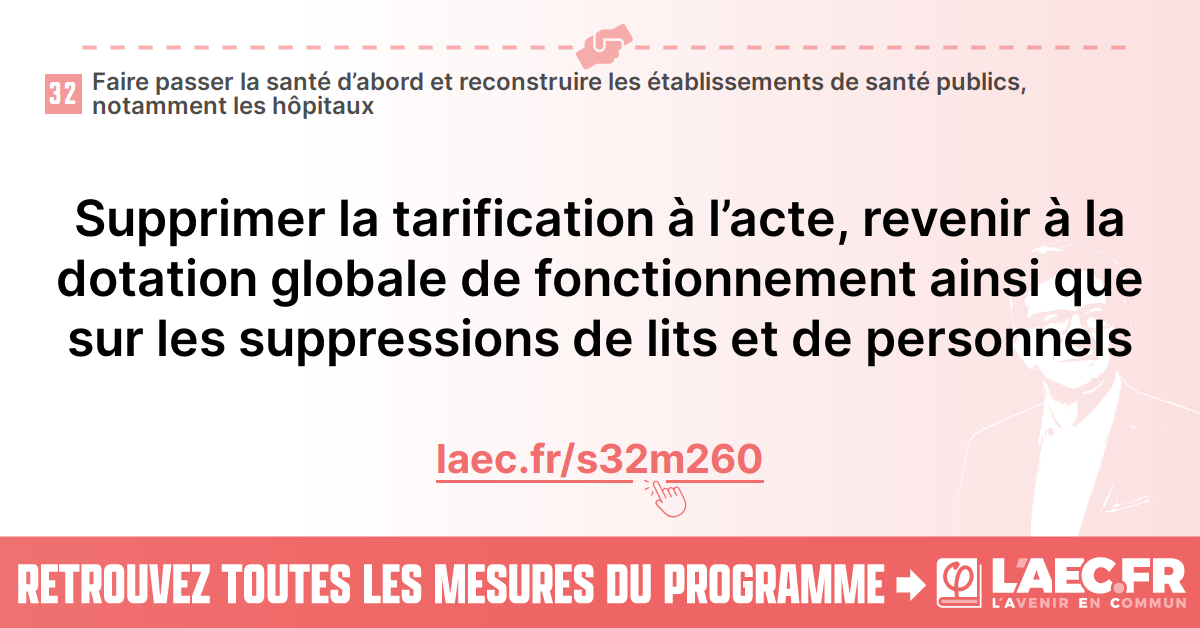 32
Faire passer la santé d’abord et reconstruire les établissements de santé publics,
notamment les hôpitaux
Supprimer la tarification à l’acte, revenir à la
dotation globale de fonctionnement ainsi que
sur les suppressions de lits et de personnels
laec.fr/s32m260
RETROUVEZ TOUTES LES MESURES DU PROGRAMME
φ
L'AEC.FR
L'AVENIR EN COMMUN